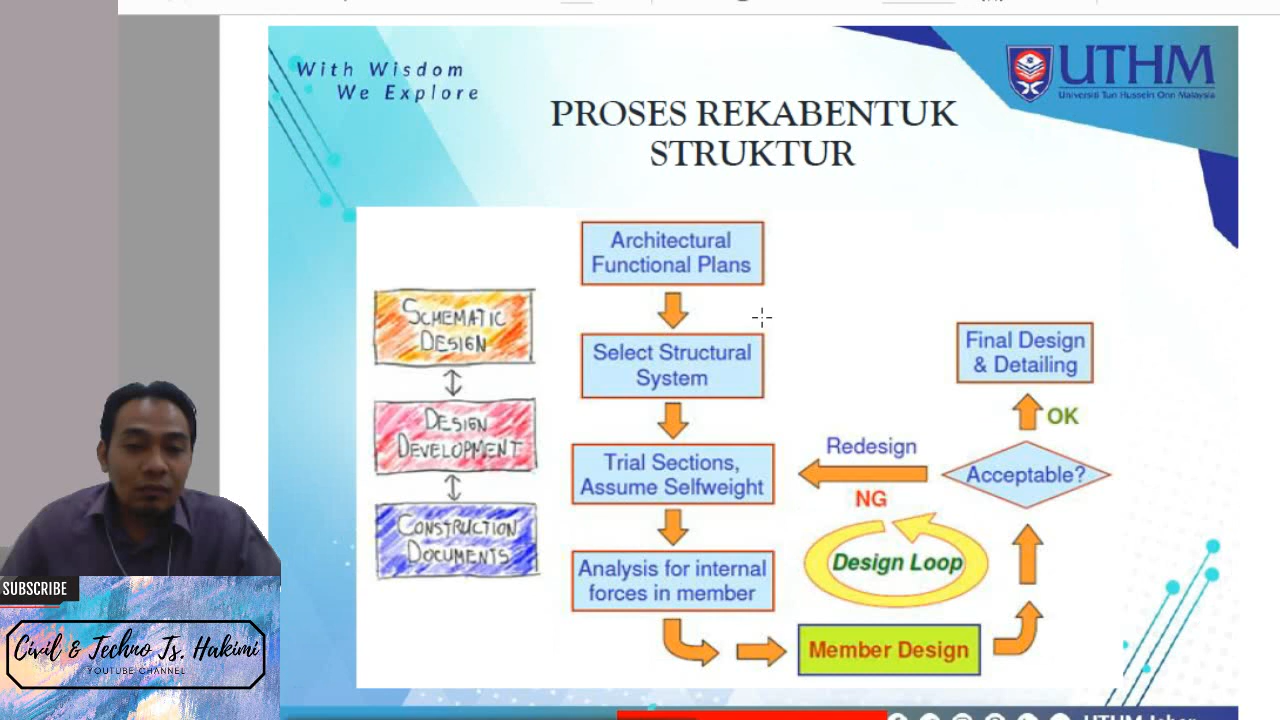 With Wisdom
We Explore
UTHM
Universiti Tun Hussein Onn Malaysia
PROSES REKABENTUK
STRUKTUR
SCHEMATIC
DESIGN
DESIGN
DEVELOPMENT
CONSTRUCTION
DOCUMENTS
Architectural
Functional Plans
Select Structural
System
Trial Sections,
Assume Selfweight
Analysis for internal
forces in member
Member Design
Design Loop
Redesign
NG
Acceptable?
OK
Final Design
& Detailing
SUBSCRIBE
Civil & Techno Ts. Hakimi
YOUTUBE CHANNEL